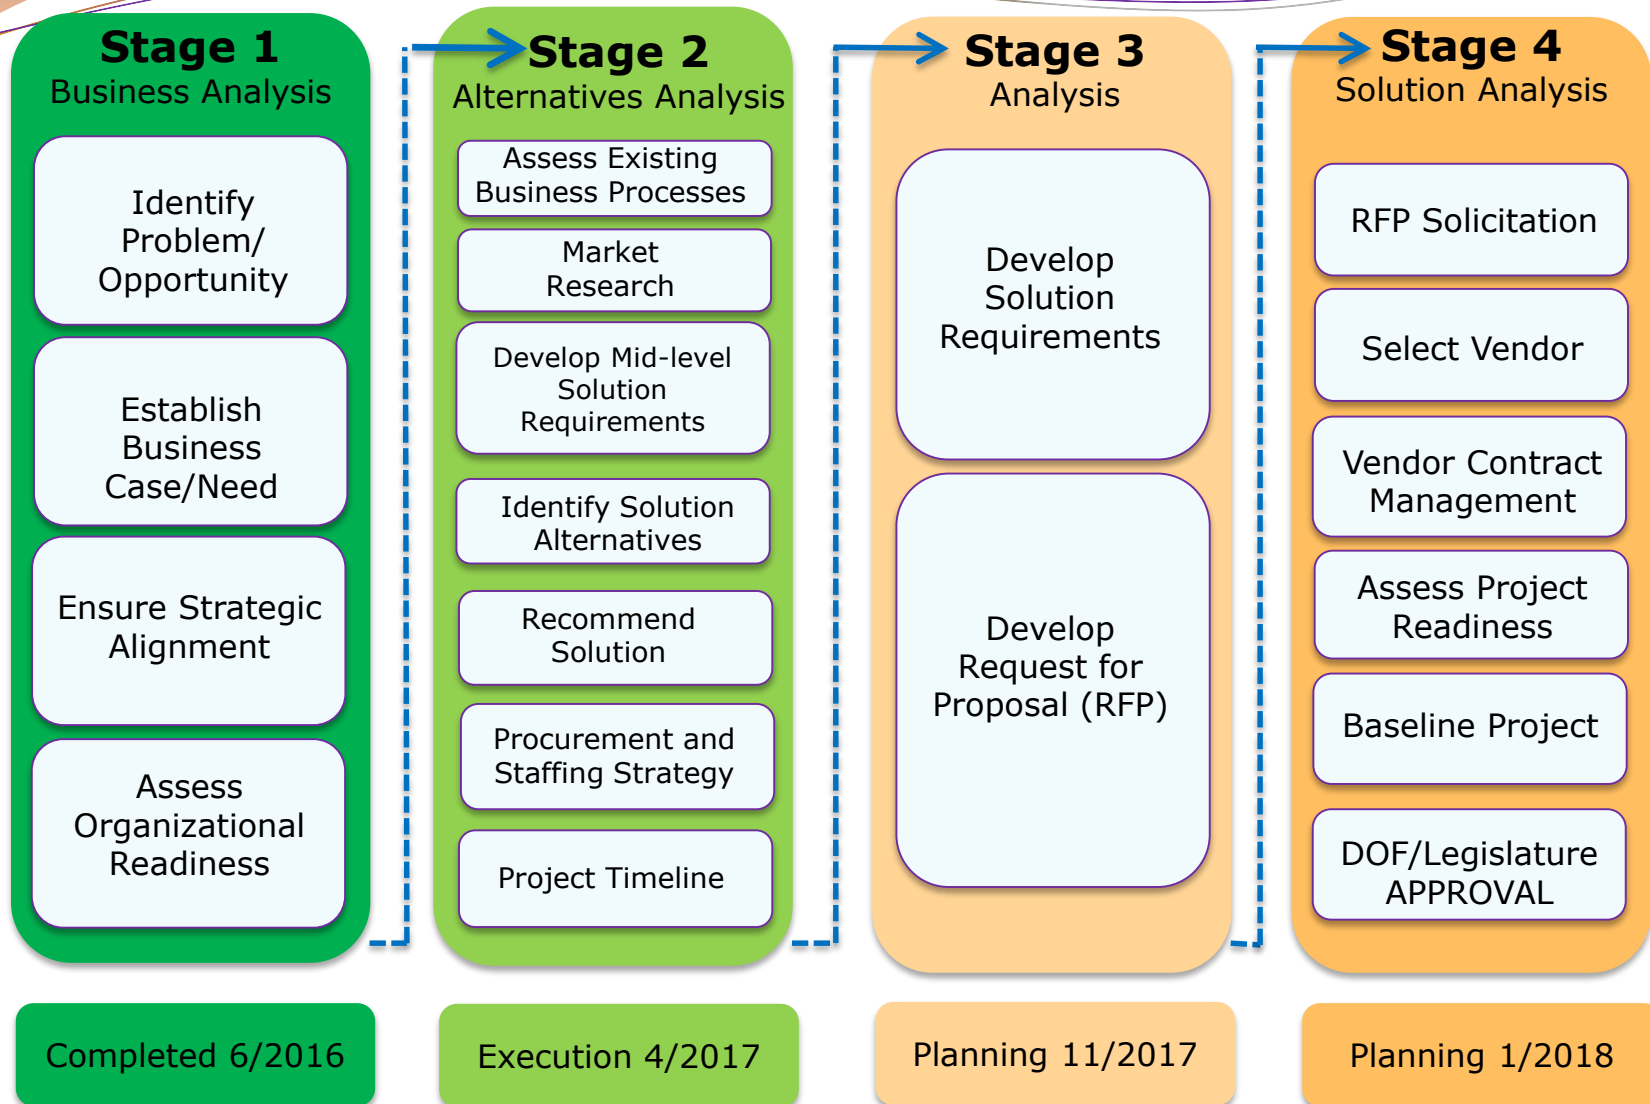 Stage 1
Business Analysis
Identify
Problem/
Opportunity
Establish
Business
Case/Need
Ensure Strategic
Alignment
Assess
Organizational
Readiness
Completed 6/2016
Stage 2
Alternatives Analysis
Assess Existing
Business Processes
Market
Research
Develop Mid-level
Solution
Requirements
Identify Solution
Alternatives
Recommend
Solution
Procurement and
Staffing Strategy
Project Timeline
Execution 4/2017
Stage 3
Analysis
Develop
Solution
Requirements
Develop
Request for
Proposal (RFP)
Planning 11/2017
Stage 4
Solution Analysis
RFP Solicitation
Select Vendor
Vendor Contract
Management
Assess Project
Readiness
Baseline Project
DOF/Legislature
APPROVAL
Planning 1/2018